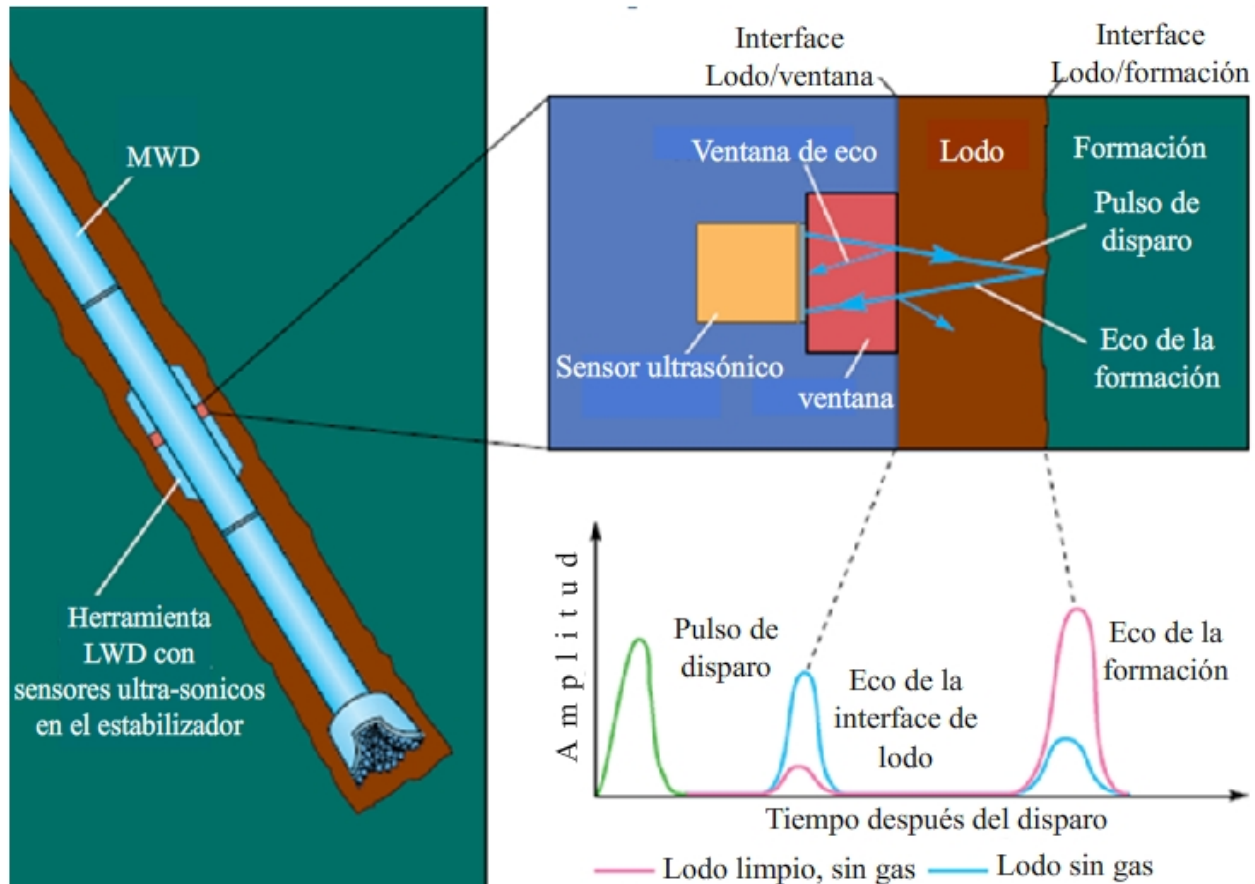 MWD
Herramienta
LWD con
sensores ultra-sonicos
en el estabilizador
Interface
Lodo/ventana
Interface
Lodo/formación
Ventana de eco
Lodo
Formación
Pulso de
disparo
Sensor ultrasónico
ventana
Eco de la
formación
Amplitud
Pulso de
disparo
Eco de la
interface de
lodo
Eco de la
formación
Tiempo después del disparo
Lodo limpio, sin gas
Lodo sin gas